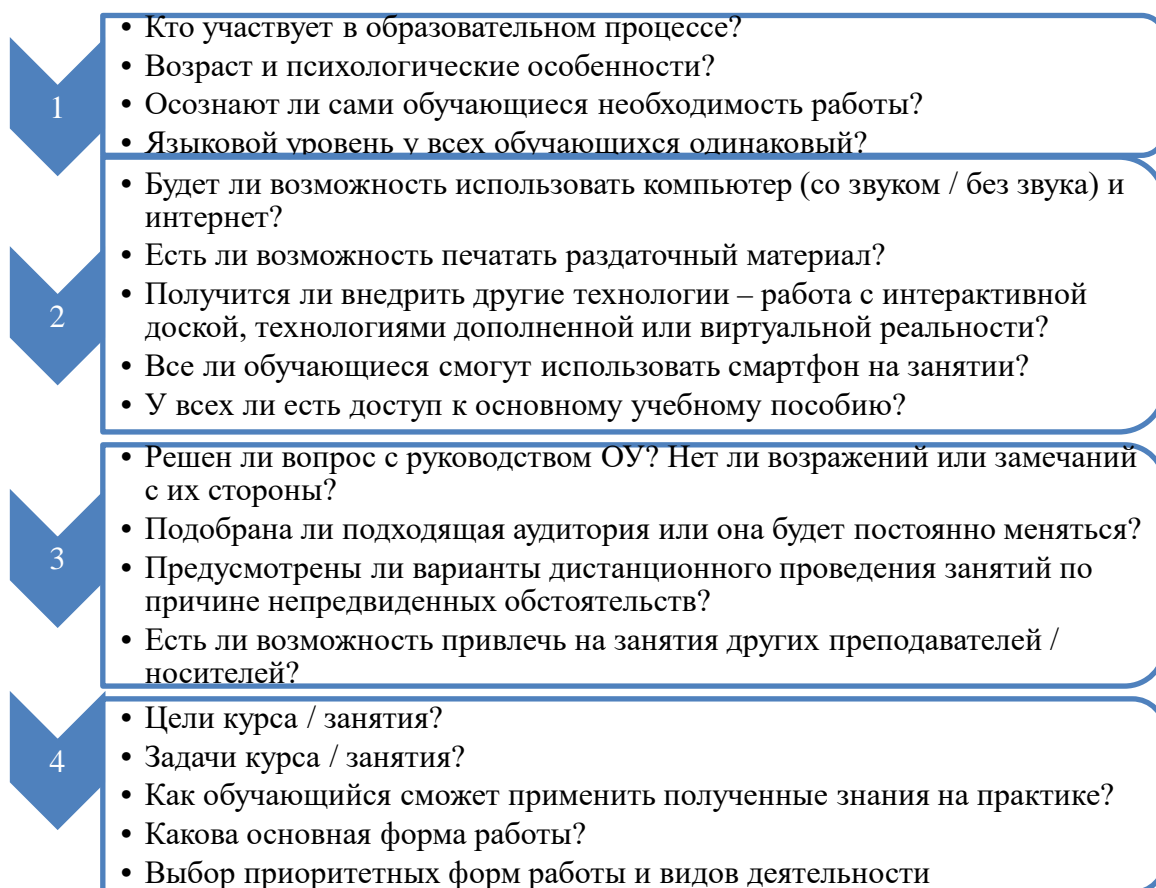 1
• Кто участвует в образовательном процессе?
• Возраст и психологические особенности?
• Осознают ли сами обучающиеся необходимость работы?
• Языковой уровень у всех обучающихся одинаковый?
2
• Будет ли возможность использовать компьютер (со звуком / без звука) и
интернет?
• Есть ли возможность печатать раздаточный материал?
• Получится ли внедрить другие технологии – работа с интерактивной
доской, технологиями дополненной или виртуальной реальности?
• Все ли обучающиеся смогут использовать смартфон на занятии?
• У всех ли есть доступ к основному учебному пособию?
3
• Решен ли вопрос с руководством ОУ? Нет ли возражений или замечаний
с их стороны?
• Подобрана ли подходящая аудитория или она будет постоянно меняться?
• Предусмотрены ли варианты дистанционного проведения занятий по
причине непредвиденных обстоятельств?
• Есть ли возможность привлечь на занятия других преподавателей /
носителей?
4
• Цели курса / занятия?
• Задачи курса / занятия?
• Как обучающийся сможет применить полученные знания на практике?
• Какова основная форма работы?
• Выбор приоритетных форм работы и видов деятельности